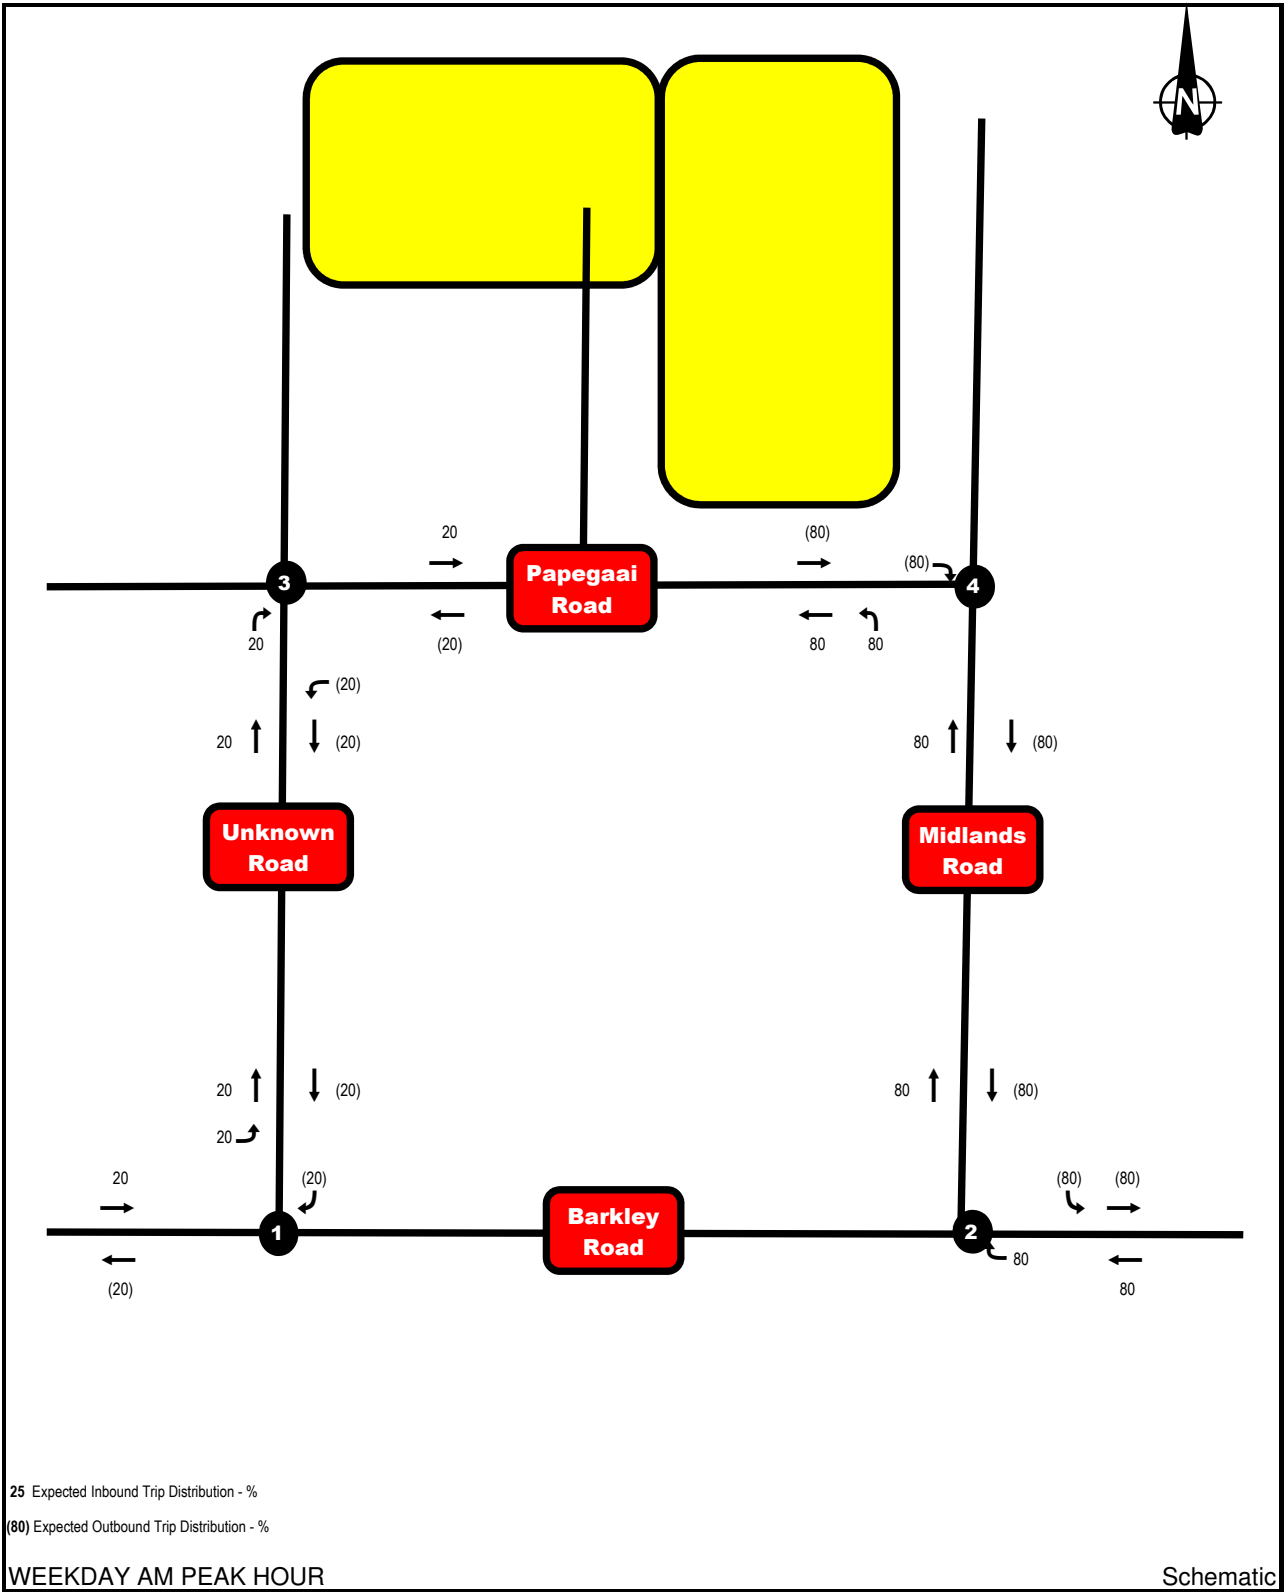 N
20
(80)
(80)
Papegaai
Road
3
4
20
(20)
80
80
(20)
20
(20)
80
(80)
Unknown
Road
Midlands
Road
20
(20)
80
(80)
20
20
(20)
(80)
(80)
Barkley
Road
1
2
80
(20)
80
25 Expected Inbound Trip Distribution - %
(80) Expected Outbound Trip Distribution - %
WEEKDAY AM PEAK HOUR
Schematic